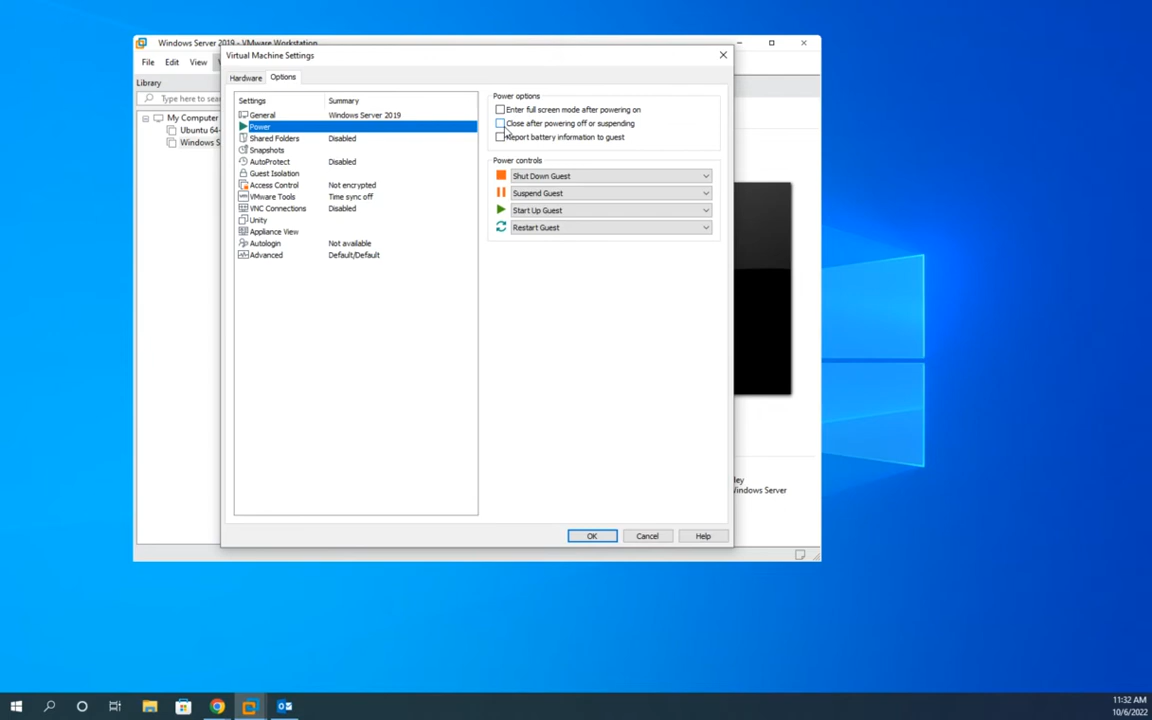 Windows Server 2019 - VMware Workstation
File Edit View
Library
Type here to sea
My Computer
Ubuntu 64-
Windows S
Virtual Machine Settings
Hardware Options
Settings Summary
General Windows Server 2019
Power
Shared Folders Disabled
Snapshots
AutoProtect Disabled
Guest Isolation
Access Control Not encrypted
VMware Tools Time sync off
VNC Connections Disabled
Unity
Appliance View
Autologin Not available
Advanced Default/Default
Power options
Enter full screen mode after powering on
Close after powering off or suspending
Report battery information to guest
Power controls
Shut Down Guest
Suspend Guest
Start Up Guest
Restart Guest
OK Cancel Help
ley
Windows Server
11:32 AM
10/6/2022